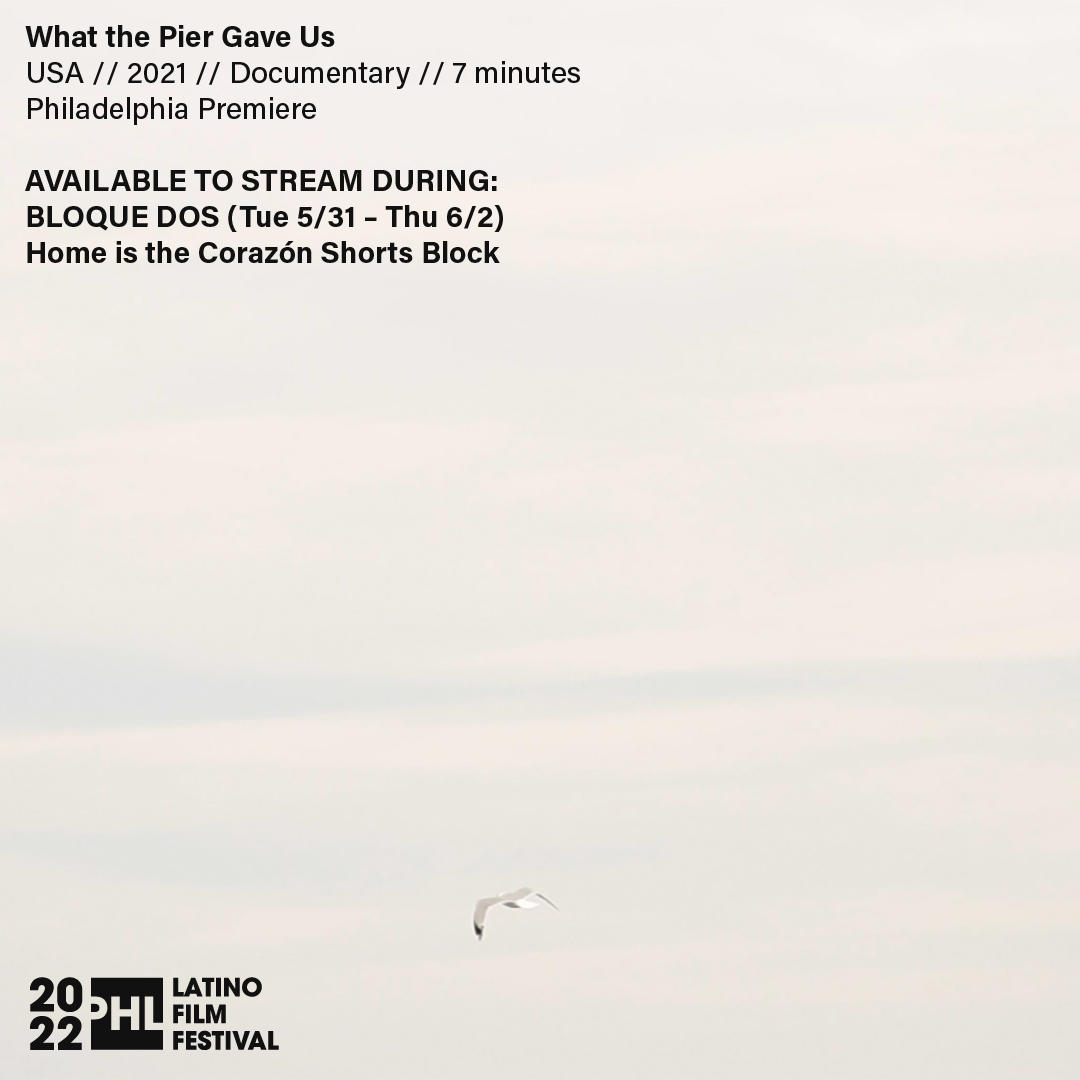 What the Pier Gave Us
USA // 2021 // Documentary // 7 minutes
Philadelphia Premiere
AVAILABLE TO STREAM DURING:
BLOQUE DOS (Tue 5/31 – Thu 6/2)
Home is the Corazón Shorts Block
20
22
PHL
LATINO
FILM
FESTIVAL